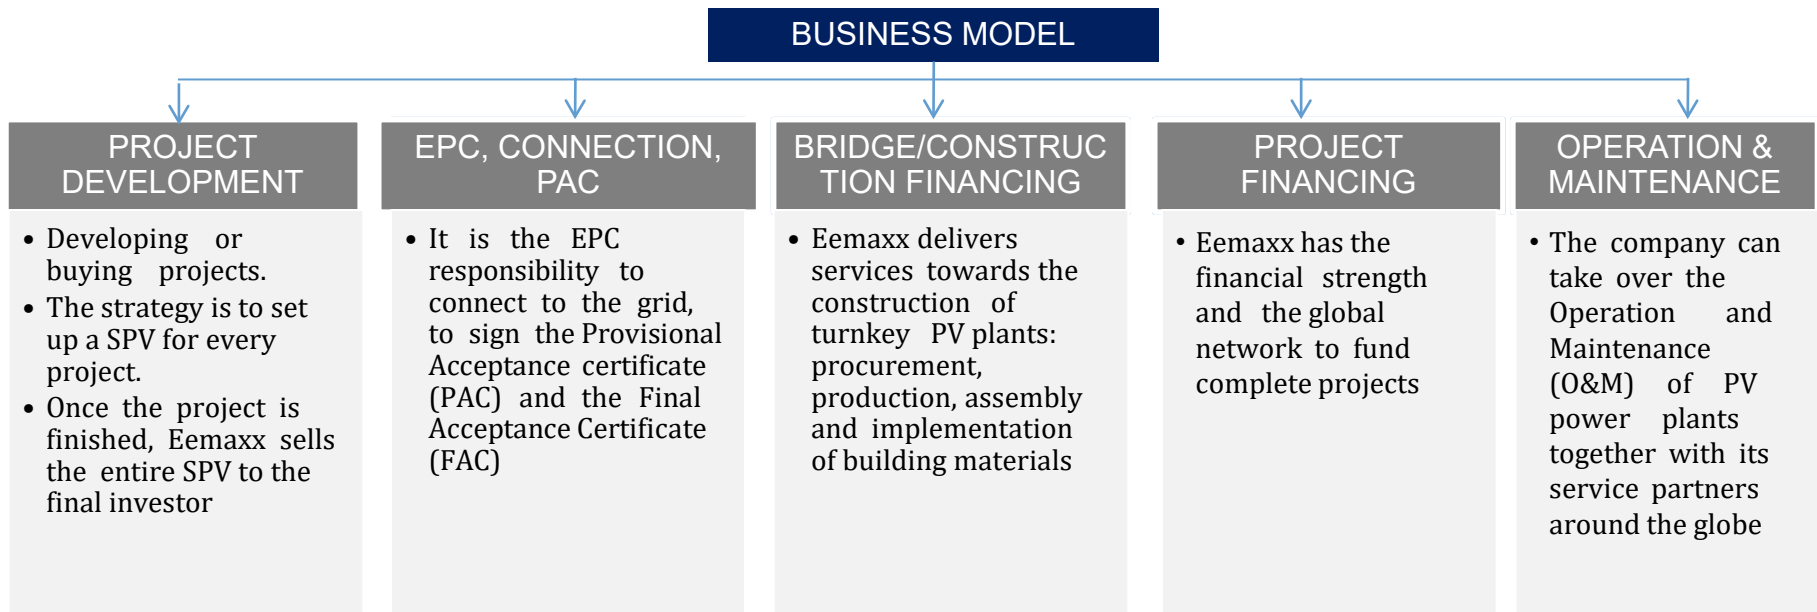 BUSINESS MODEL
PROJECT
DEVELOPMENT
• Developing or
buying projects.
• The strategy is to set
up a SPV for every
project.
• Once the project is
finished, Eemaxx sells
the entire SPV to the
final investor
EPC, CONNECTION,
PAC
• It is the EPC
responsibility to
connect to the grid,
to sign the Provisional
Acceptance certificate
(PAC) and the Final
Acceptance Certificate
(FAC)
BRIDGE/CONSTRUC
TION FINANCING
• Eemaxx delivers
services towards the
construction of
turnkey PV plants:
procurement,
production, assembly
and implementation
of building materials
PROJECT
FINANCING
• Eemaxx has the
financial strength
and the global
network to fund
complete projects
OPERATION &
MAINTENANCE
• The company can
take over the
Operation and
Maintenance
(O&M) of PV
power plants
together with its
service partners
around the globe